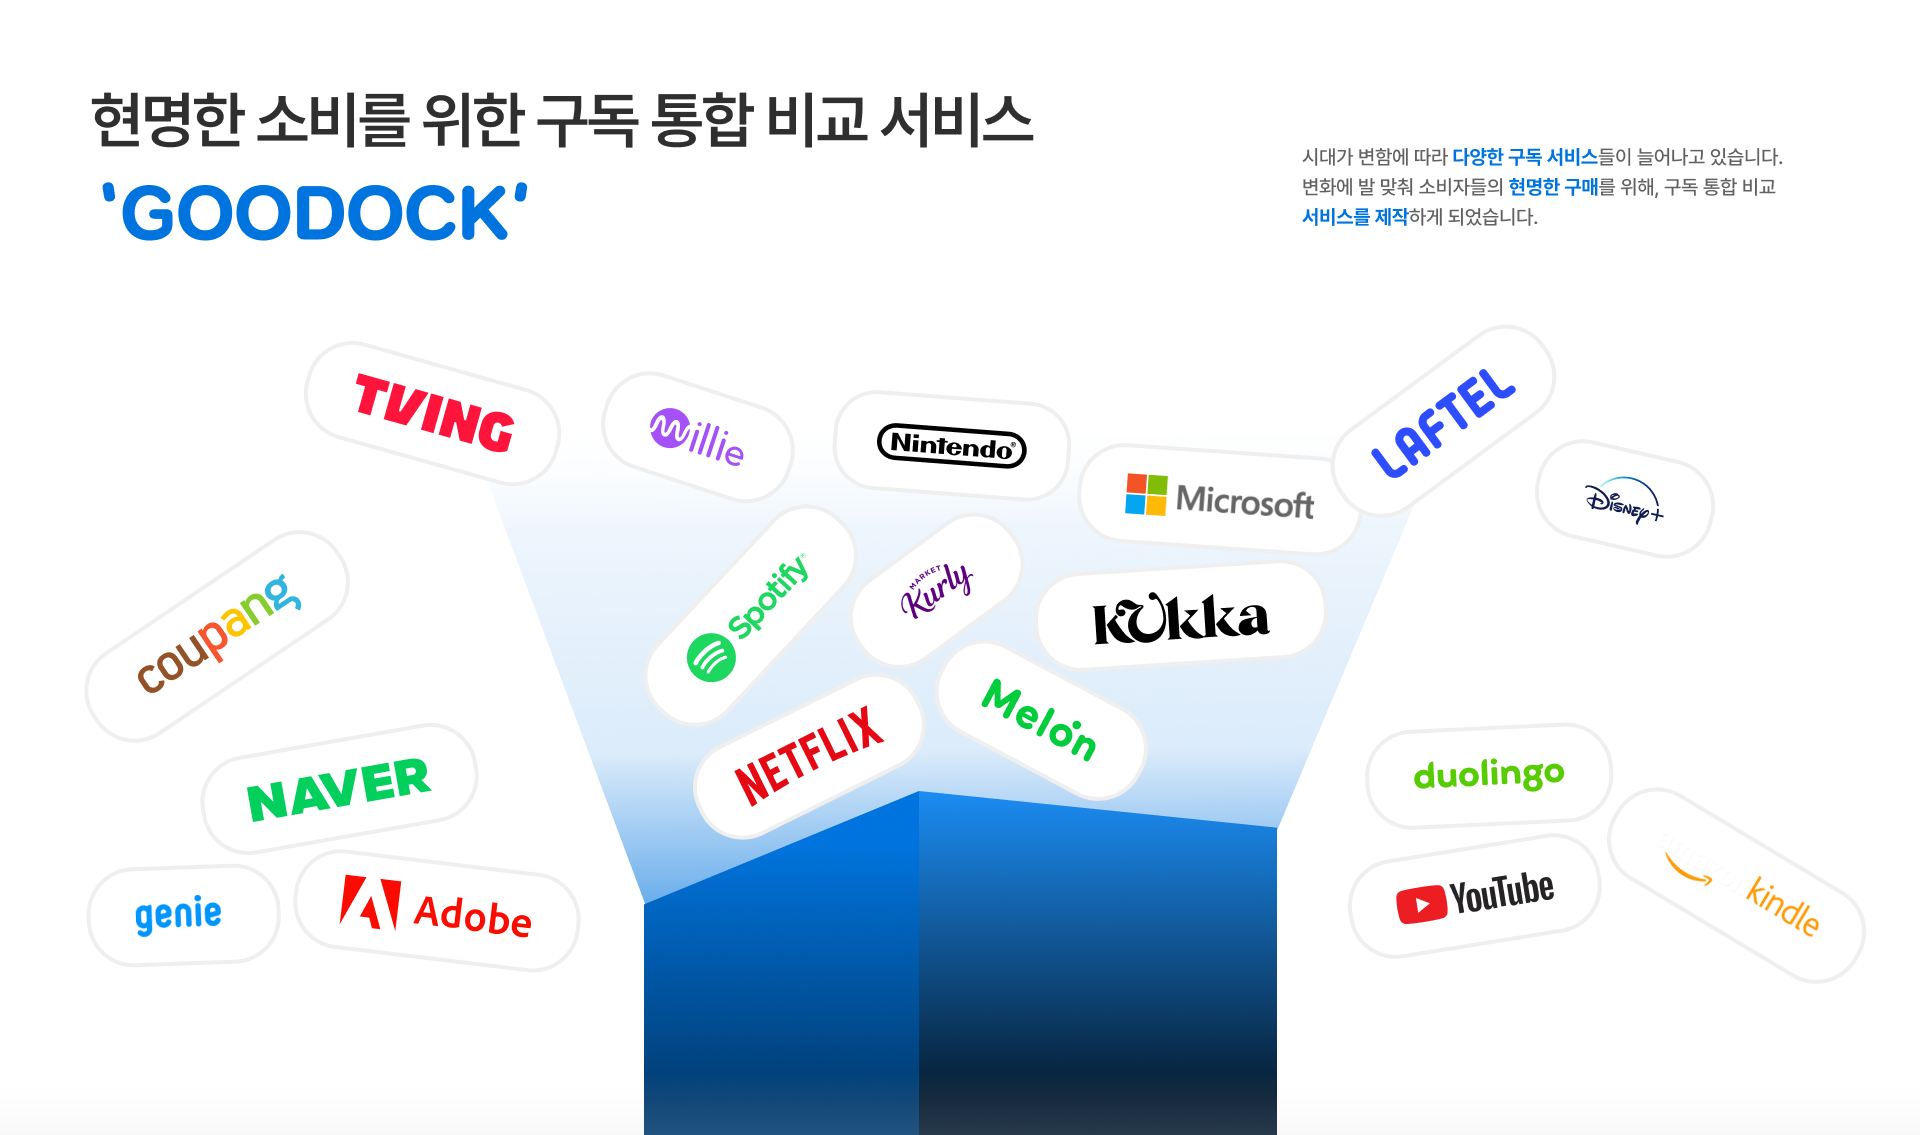 현명한 소비를 위한 구독 통합 비교 서비스
'GOODOCK'
시대가 변함에 따라 다양한 구독 서비스들이 늘어나고 있습니다.
변화에 발 맞춰 소비자들의 현명한 구매를 위해, 구독 통합 비교
서비스를 제작하게 되었습니다.
TVING
millie
Nintendo®
Microsoft
LAFTEL
Disney+
coupang
Spotify®
MARKET
Kurly
Kukka
NAVER
NETFLIX
Melon
duolingo
genie
Adobe
YouTube
kindle